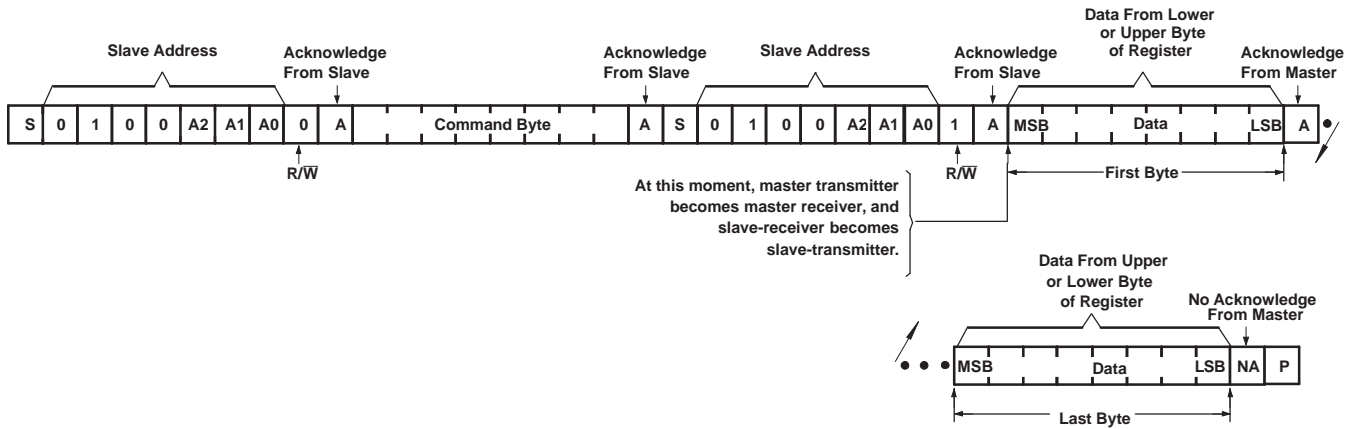 Slave Address
Acknowledge
From Slave
Acknowledge
From Slave
Slave Address
Acknowledge
From Slave
Data From Lower
or Upper Byte
of Register
Acknowledge
From Master
S 0 1 0 0 A2 A1 A0 0 A Command Byte A S 0 1 0 0 A2 A1 A0 1 A MSB Data LSB A
R/W̅
R/W̅
First Byte
At this moment, master transmitter
becomes master receiver, and
slave-receiver becomes
slave-transmitter.
Data From Upper
or Lower Byte
of Register
No Acknowledge
From Master
MSB Data LSB NA P
Last Byte